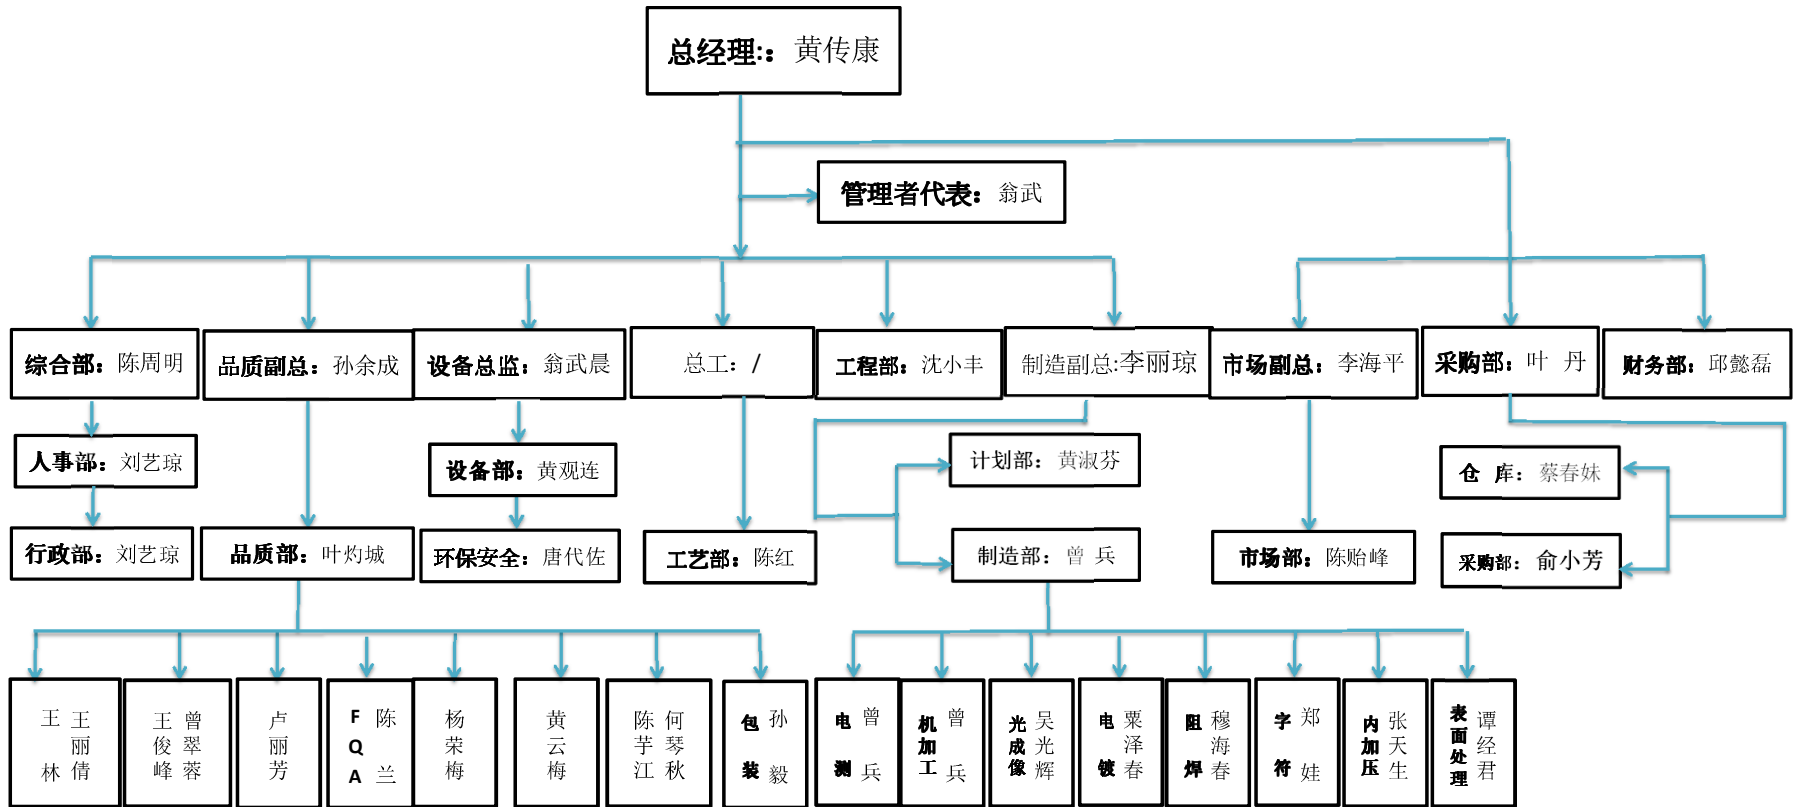 总经理:：黄传康
管理者代表：翁武
综合部：陈周明
品质副总：孙余成
设备总监：翁武晨
总工：/
工程部：沈小丰
制造副总:李丽琼
市场副总：李海平
采购部：叶 丹
财务部：邱懿磊
人事部：刘艺琼
设备部：黄观连
计划部：黄淑芬
仓 库：蔡春妹
行政部：刘艺琼
品质部：叶灼城
环保安全：唐代佐
工艺部：陈红
制造部：曾 兵
市场部：陈贻峰
采购部：俞小芳
王 林
王丽倩
王俊峰
曾翠蓉
卢丽芳
FQA
陈 兰
杨荣梅
黄云梅
陈芋江
何琴秋
包 装
孙 毅
电 测
曾 兵
机加工
曾 兵
光成像
吴光辉
电 镀
粟泽春
阻 焊
穆海春
字 符
郑 娃
内加压
张天生
表面处理
谭经君